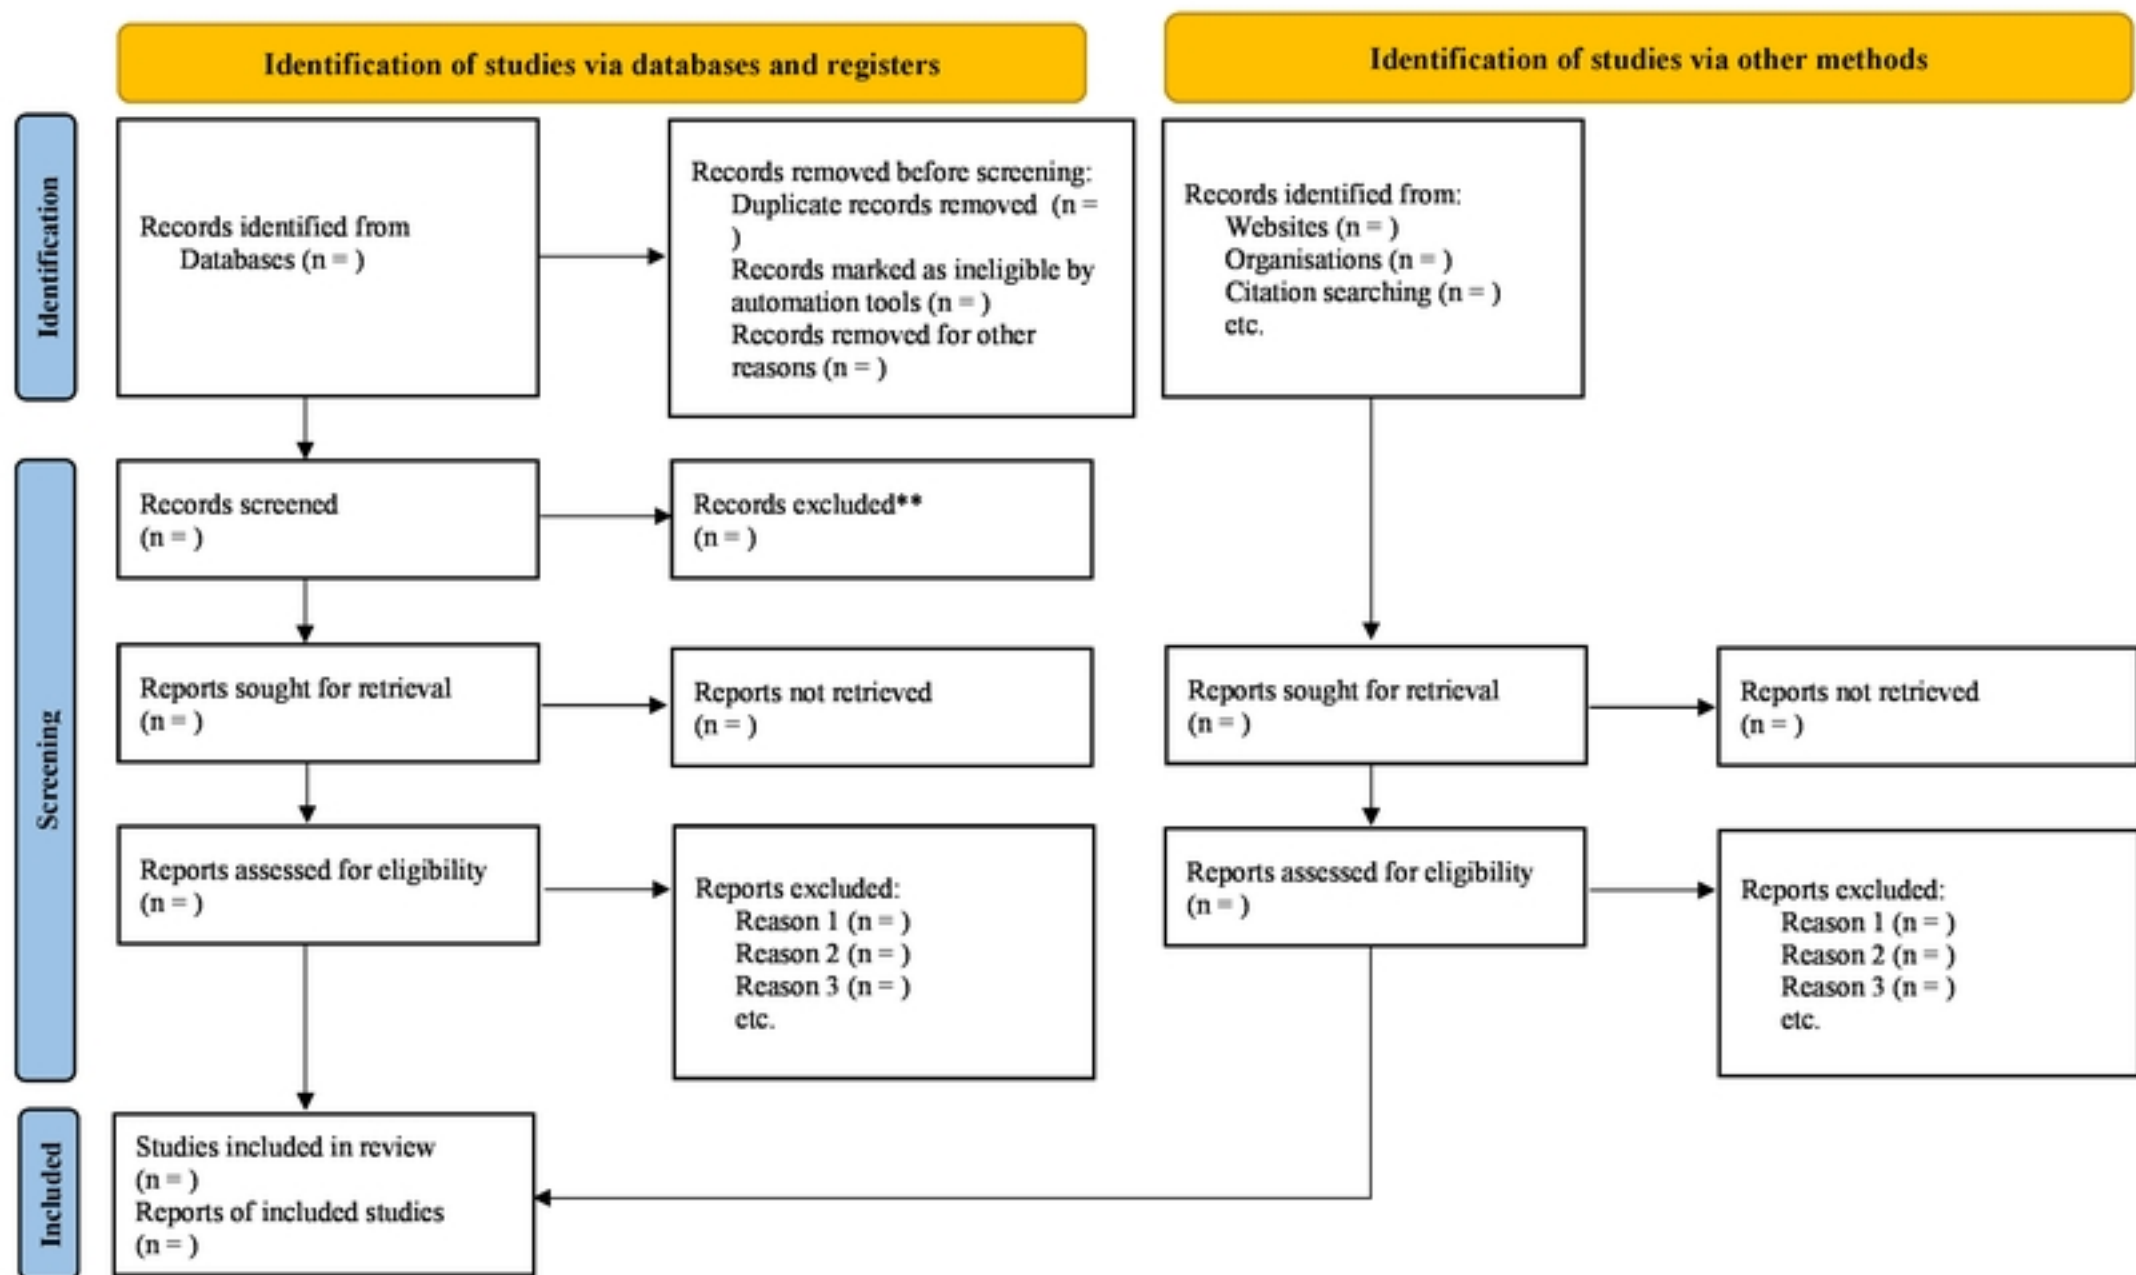 Identification of studies via databases and registers
Identification of studies via other methods
Identification
Records identified from
Databases (n = )
Records removed before screening:
Duplicate records removed (n =
)
Records marked as ineligible by
automation tools (n = )
Records removed for other
reasons (n = )
Records identified from:
Websites (n = )
Organisations (n = )
Citation searching (n = )
etc.
Screening
Records screened
(n = )
Records excluded**
(n = )
Reports sought for retrieval
(n = )
Reports not retrieved
(n = )
Reports sought for retrieval
(n = )
Reports not retrieved
(n = )
Reports assessed for eligibility
(n = )
Reports excluded:
Reason 1 (n = )
Reason 2 (n = )
Reason 3 (n = )
etc.
Reports assessed for eligibility
(n = )
Reports excluded:
Reason 1 (n = )
Reason 2 (n = )
Reason 3 (n = )
etc.
Included
Studies included in review
(n = )
Reports of included studies
(n = )